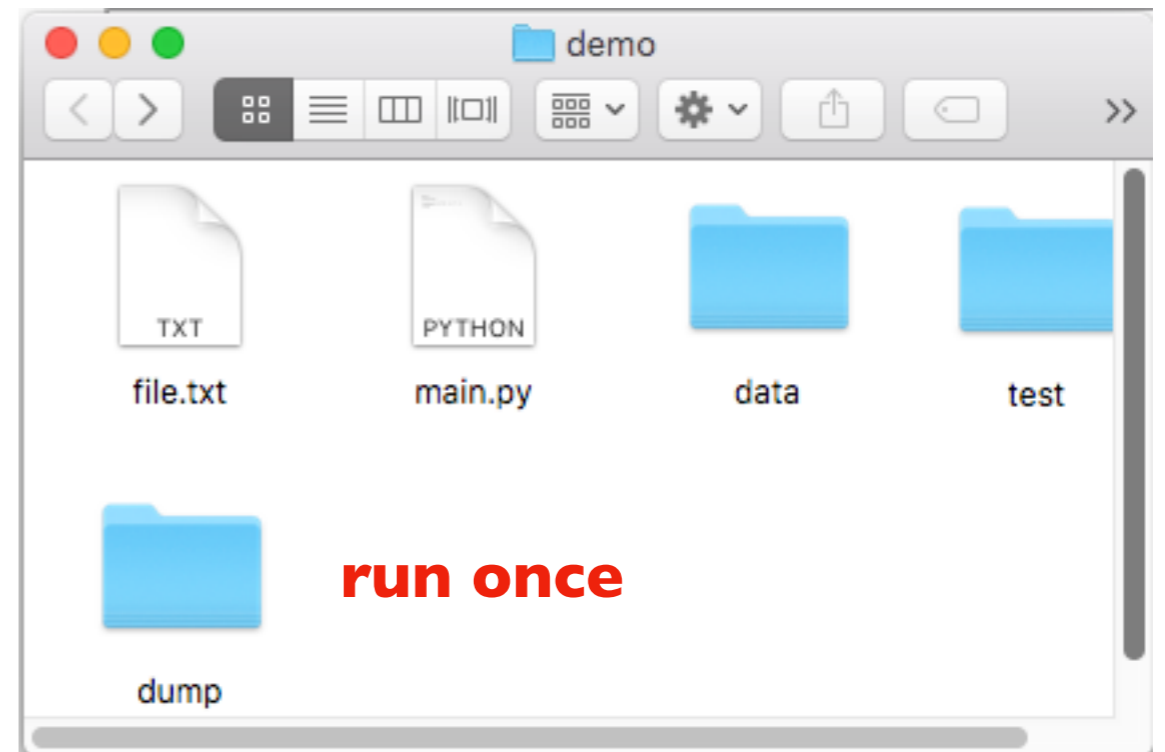 demo
TXT
PYTHON
file.txt
main.py
data
test
run once
dump